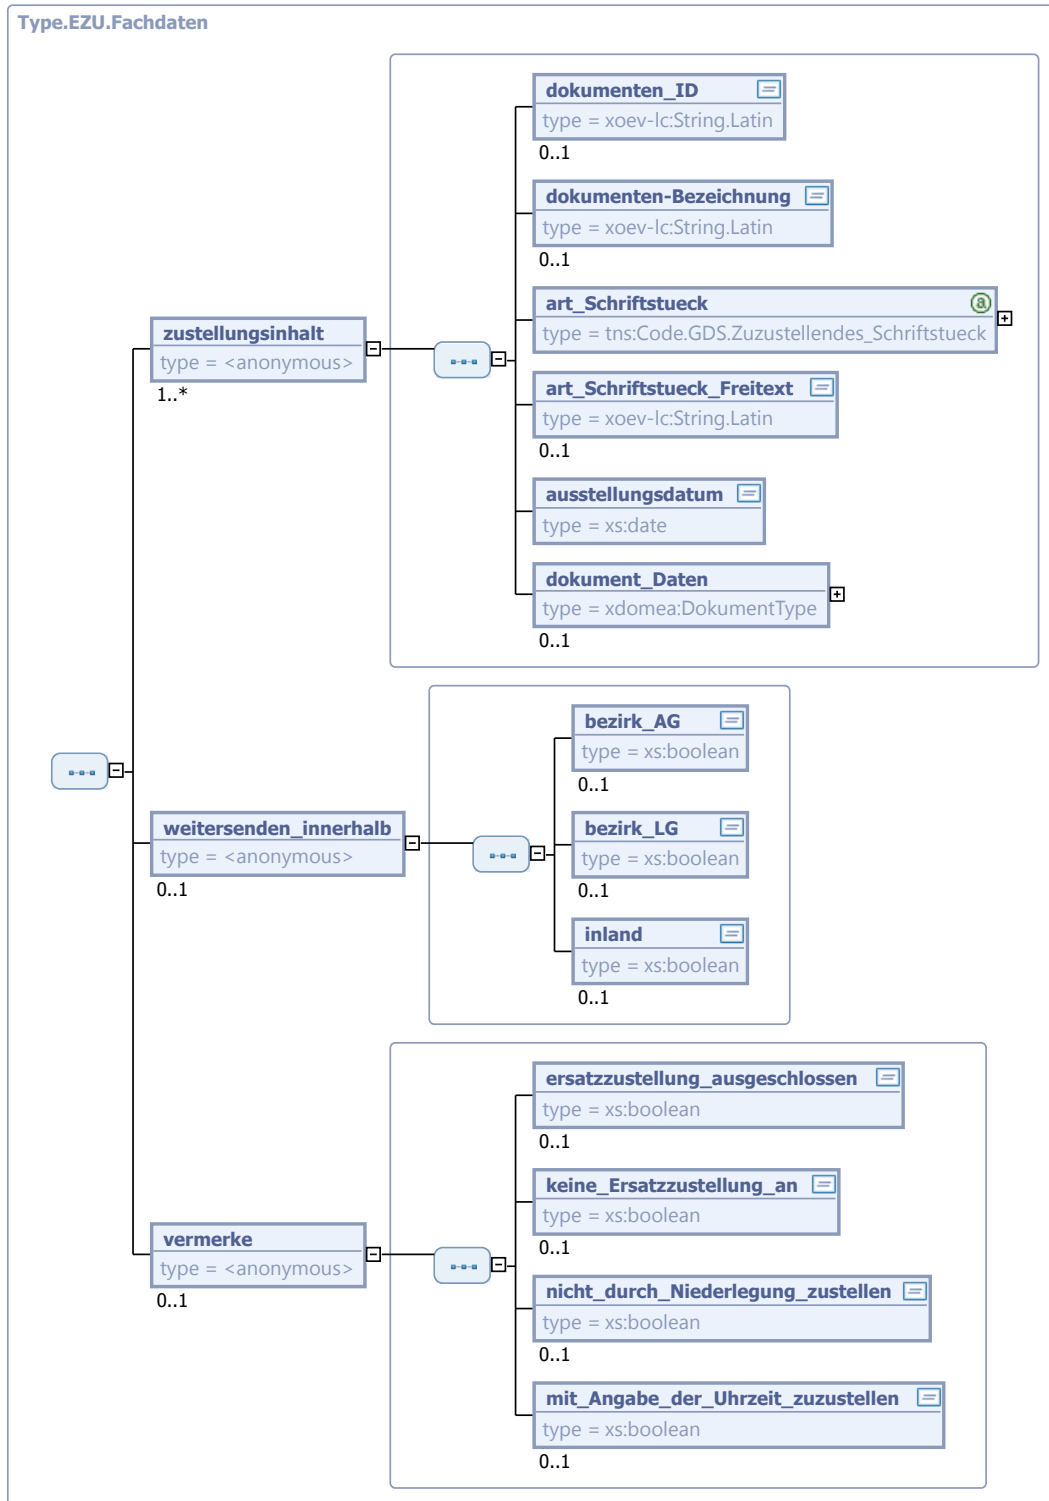 Type.EZU.Fachdaten
zustellungsinhalt
type = <anonymous>
1..*
dokumenten_ID
type = xoev-lc:String.Latin
0..1
dokumenten-Bezeichnung
type = xoev-lc:String.Latin
0..1
art_Schriftstueck
type = tns:Code.GDS.Zuzustellendes_Schriftstueck
art_Schriftstueck_Freitext
type = xoev-lc:String.Latin
0..1
ausstellungsdatum
type = xs:date
dokument_Daten
type = xdomea:DokumentType
0..1
weitersenden_innerhalb
type = <anonymous>
0..1
bezirk_AG
type = xs:boolean
0..1
bezirk_LG
type = xs:boolean
0..1
inland
type = xs:boolean
0..1
vermerke
type = <anonymous>
0..1
ersatzzustellung_ausgeschlossen
type = xs:boolean
0..1
keine_Ersatzzustellung_an
type = xs:boolean
0..1
nicht_durch_Niederlegung_zustellen
type = xs:boolean
0..1
mit_Angabe_der_Uhrzeit_zuzustellen
type = xs:boolean
0..1